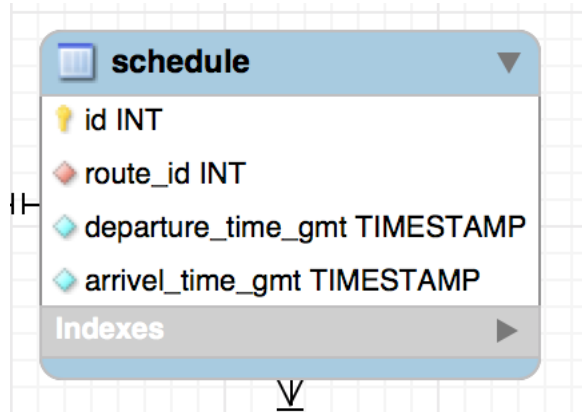 schedule
id INT
route_id INT
departure_time_gmt TIMESTAMP
arrivel_time_gmt TIMESTAMP
Indexes